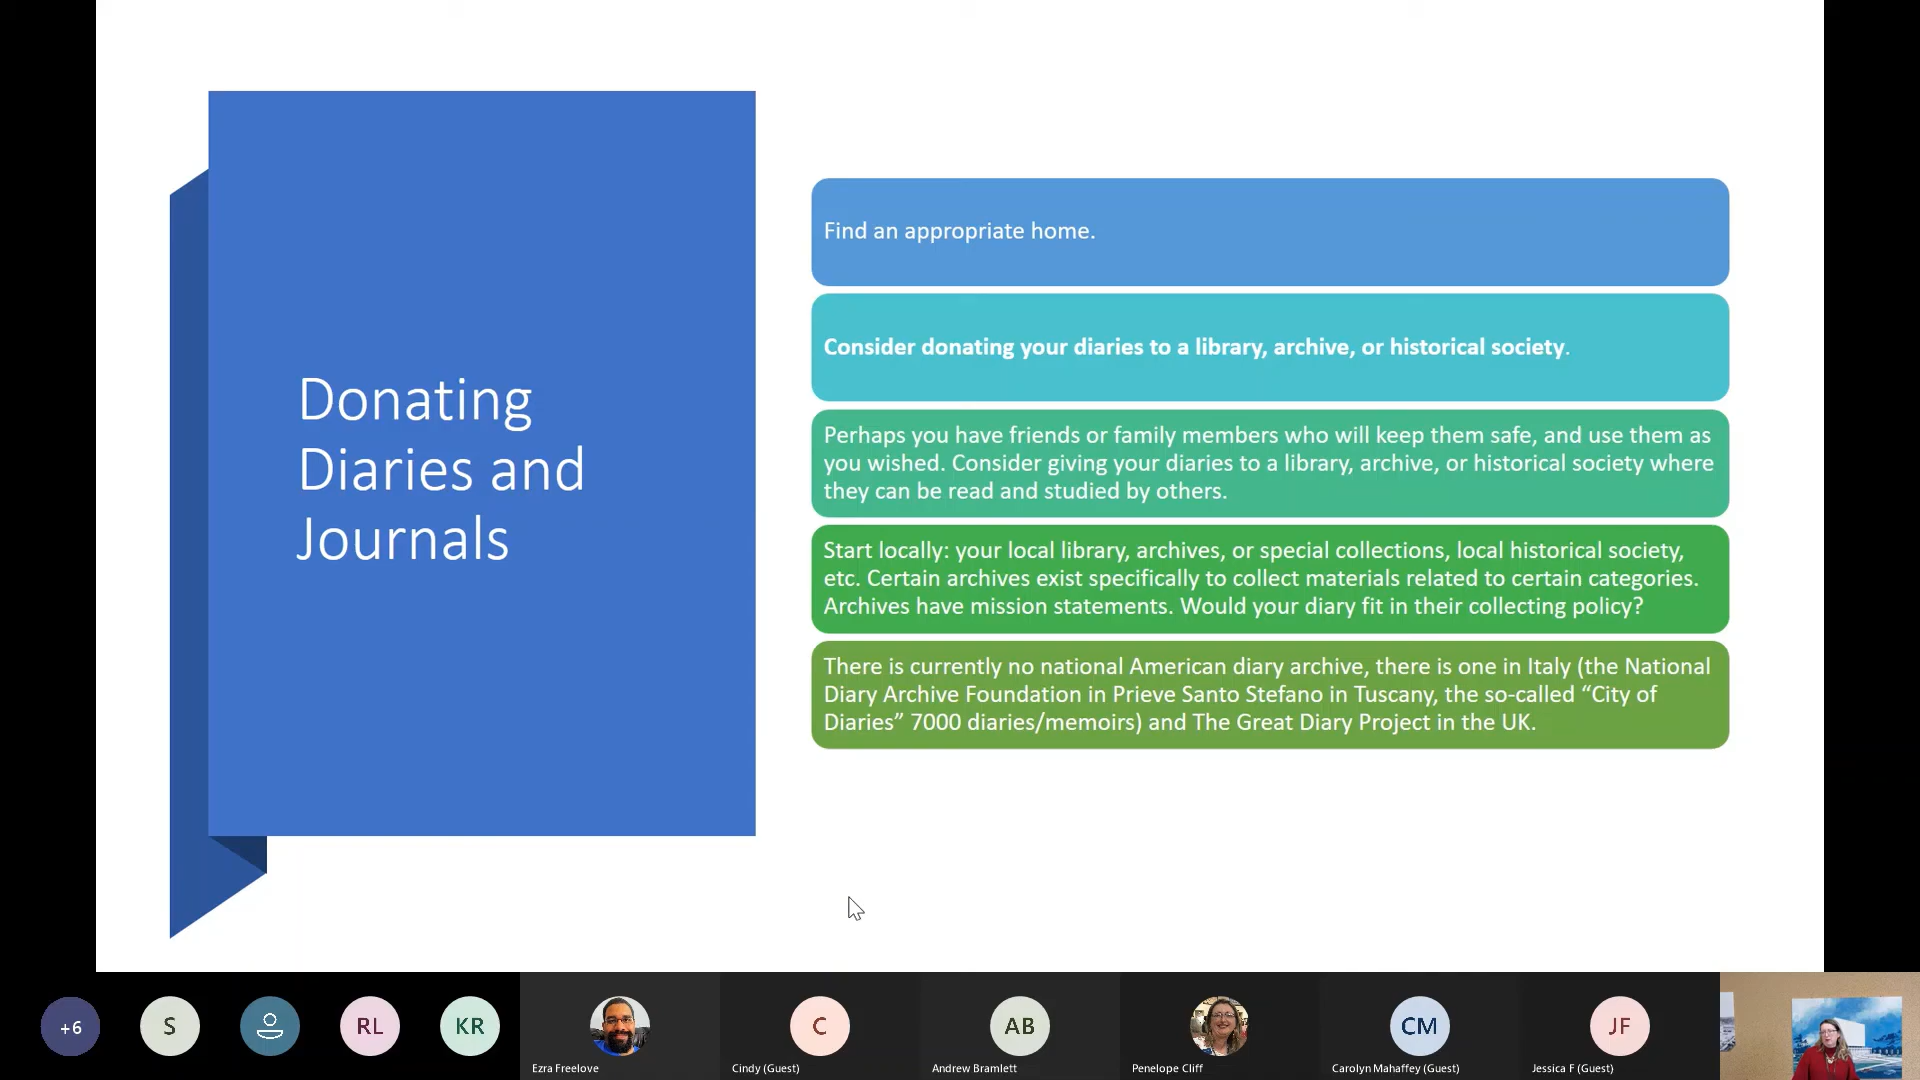 Donating
Diaries and
Journals
Find an appropriate home.
Consider donating your diaries to a library, archive, or historical society.
Perhaps you have friends or family members who will keep them safe, and use them as
you wished. Consider giving your diaries to a library, archive, or historical society where
they can be read and studied by others.
Start locally: your local library, archives, or special collections, local historical society,
etc. Certain archives exist specifically to collect materials related to certain categories.
Archives have mission statements. Would your diary fit in their collecting policy?
There is currently no national American diary archive, there is one in Italy (the National
Diary Archive Foundation in Prieve Santo Stefano in Tuscany, the so-called “City of
Diaries” 7000 diaries/memoirs) and The Great Diary Project in the UK.
+6
S
RL
KR
C
AB
CM
JF
Ezra Freelove
Cindy (Guest)
Andrew Bramlett
Penelope Cliff
Carolyn Mahaffey (Guest)
Jessica F (Guest)